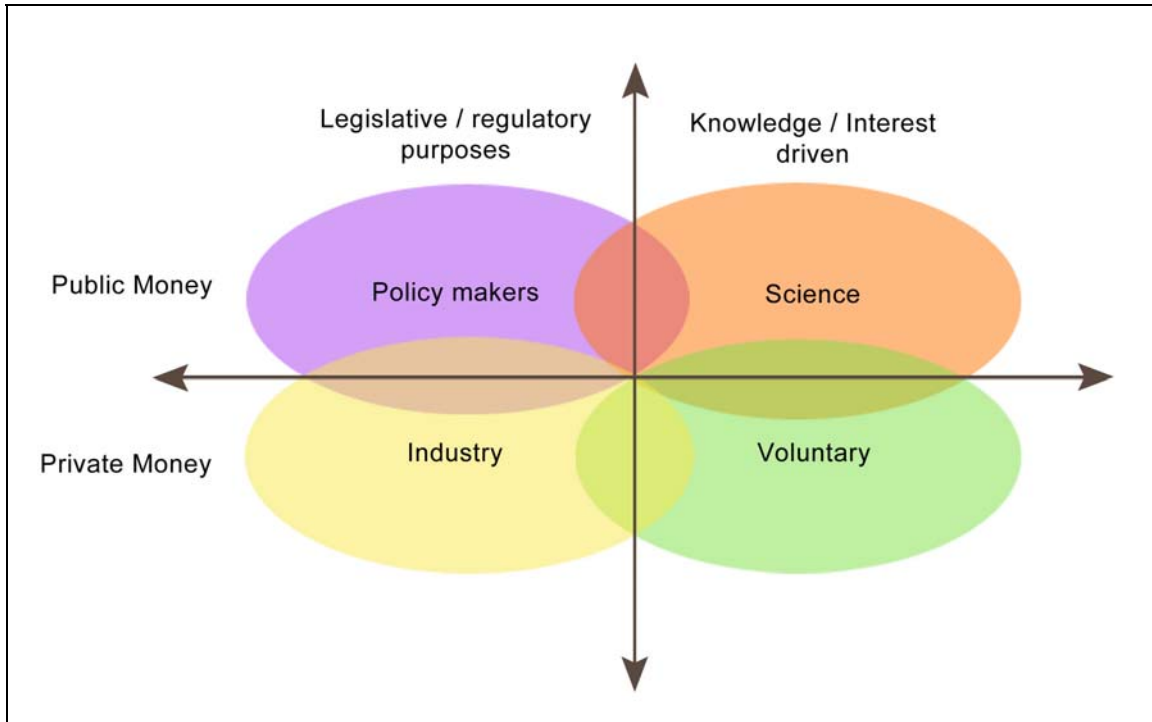 Legislative / regulatory
purposes
Knowledge / Interest
driven
Public Money
Policy makers
Science
Private Money
Industry
Voluntary